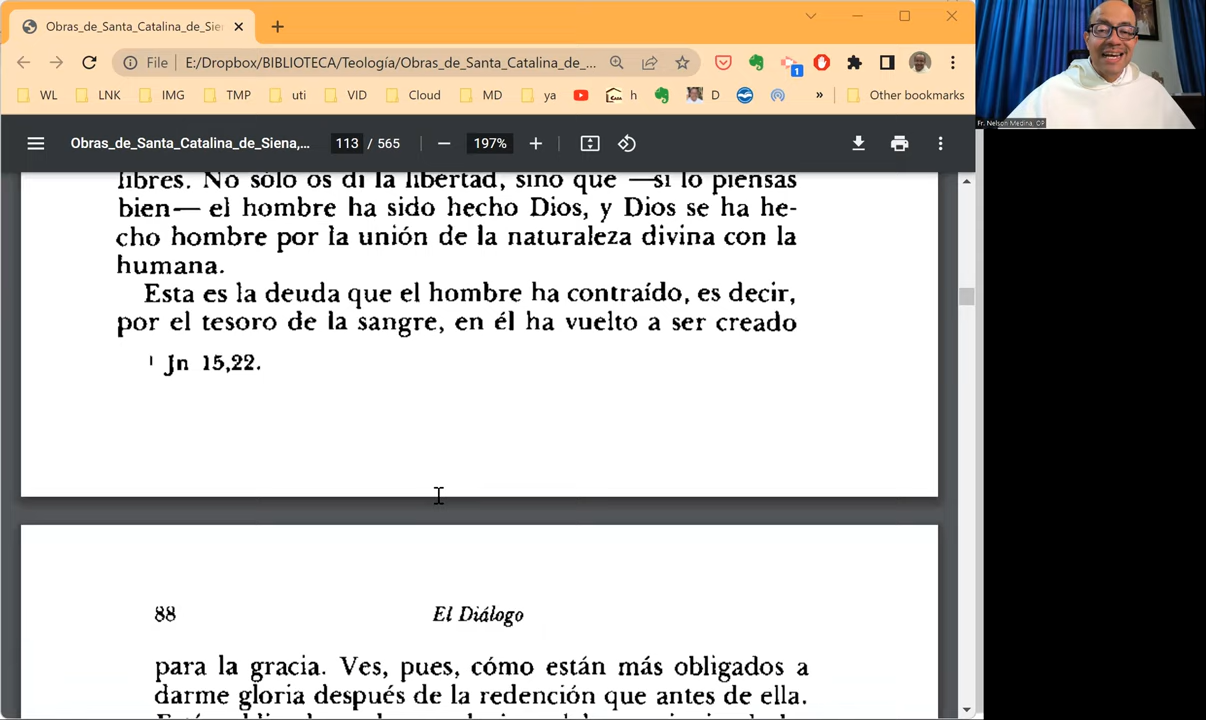 Obras_de_Santa_Catalina_de_Sie
File E:/Dropbox/BIBLIOTECA/Teología/Obras_de_Santa_Catalina_de_...
1
WL LNK IMG TMP uti VID Cloud MD ya h D » Other bookmarks
Obras_de_Santa_Catalina_de_Siena,... 113 / 565 197%
Fr. Nelson Medina, OP
libres. No sólo os di la libertad, sino que —si lo piensas
bien— el hombre ha sido hecho Dios, y Dios se ha he-
cho hombre por la unión de la naturaleza divina con la
humana.
Esta es la deuda que el hombre ha contraído, es decir,
por el tesoro de la sangre, en él ha vuelto a ser creado
1 Jn 15,22.
88 El Diálogo
para la gracia. Ves, pues, cómo están más obligados a
darme gloria después de la redención que antes de ella.